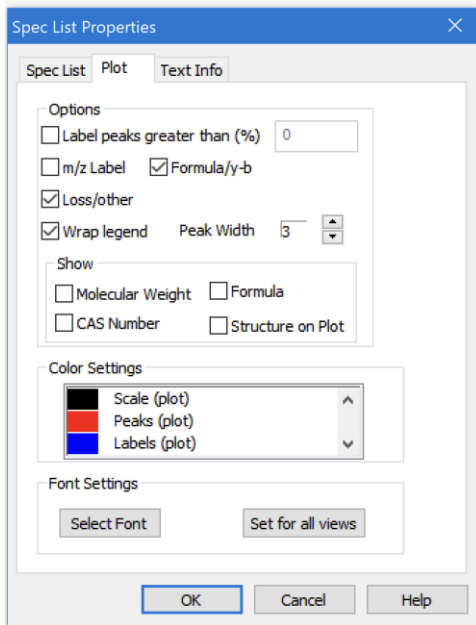 Spec List Properties
Spec List Plot Text Info
Options
Label peaks greater than (%) 0
m/z Label Formula/y-b
Loss/other
Wrap legend Peak Width 3
Show
Molecular Weight Formula
CAS Number Structure on Plot
Color Settings
Scale (plot)
Peaks (plot)
Labels (plot)
Font Settings
Select Font Set for all views
OK Cancel Help